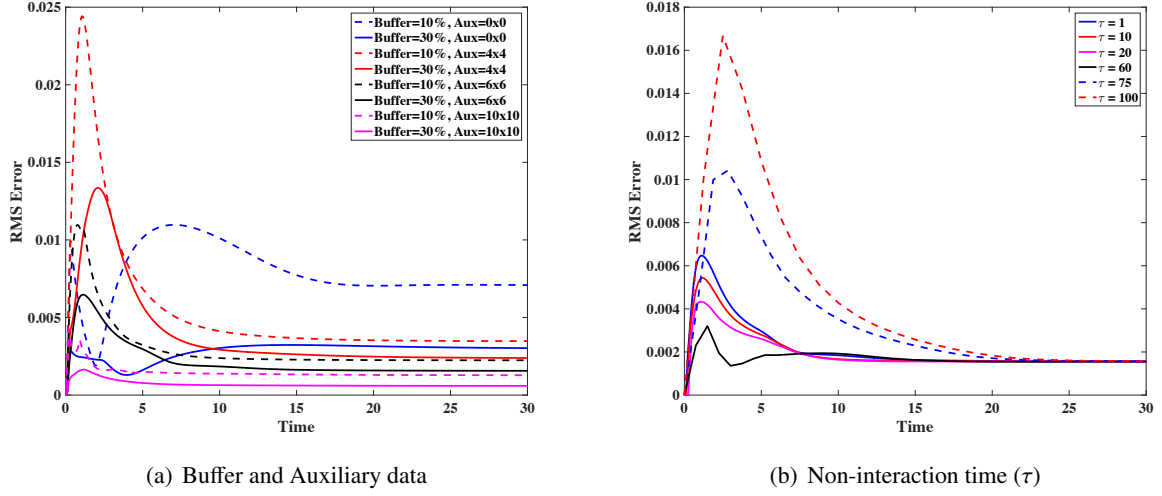 0.025
0.02
0.015
0.01
0.005
0
RMS Error
0 5 10 15 20 25 30
Time
Buffer=10%, Aux=0x0
Buffer=30%, Aux=0x0
Buffer=10%, Aux=4x4
Buffer=30%, Aux=4x4
Buffer=10%, Aux=6x6
Buffer=30%, Aux=6x6
Buffer=10%, Aux=10x10
Buffer=30%, Aux=10x10
(a) Buffer and Auxiliary data
0.018
0.016
0.014
0.012
0.01
0.008
0.006
0.004
0.002
0
RMS Error
0 5 10 15 20 25 30
Time
τ = 1
τ = 10
τ = 20
τ = 60
τ = 75
τ = 100
(b) Non-interaction time (τ)